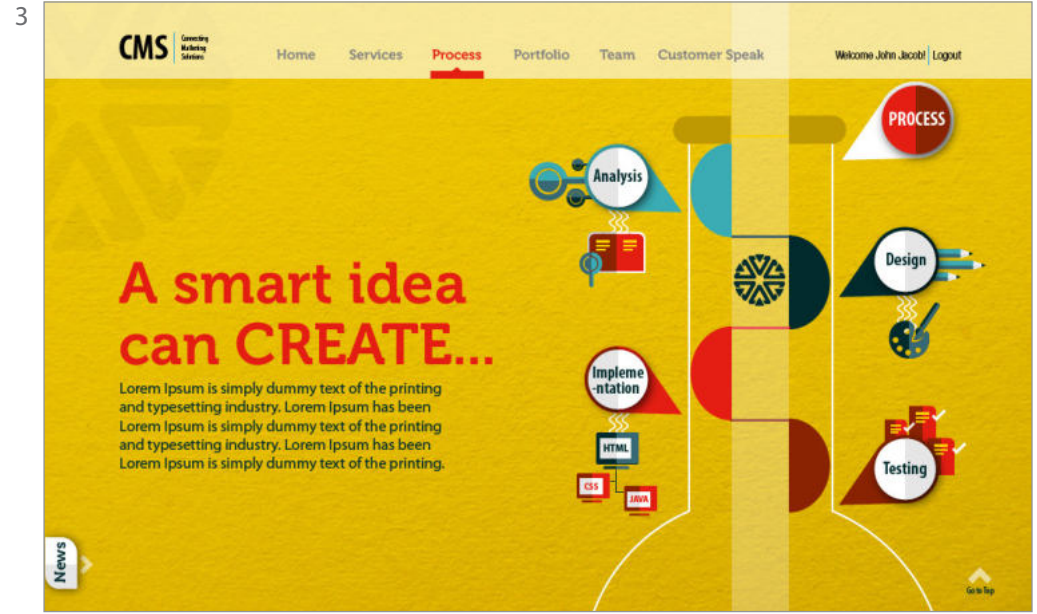 3
CMS
Connecting
Marketing
Solutions
Home Services Process Portfolio Team Customer Speak
Welcome John Jacob! Logout
PROCESS
Analysis
Design
A smart idea
can CREATE...
Lorem Ipsum is simply dummy text of the printing
and typesetting industry. Lorem Ipsum has been
Lorem Ipsum is simply dummy text of the printing
and typesetting industry. Lorem Ipsum has been
Lorem Ipsum is simply dummy text of the printing.
Impleme
-ntation
HTML
CSS
JAVA
Testing
News
Go to Top